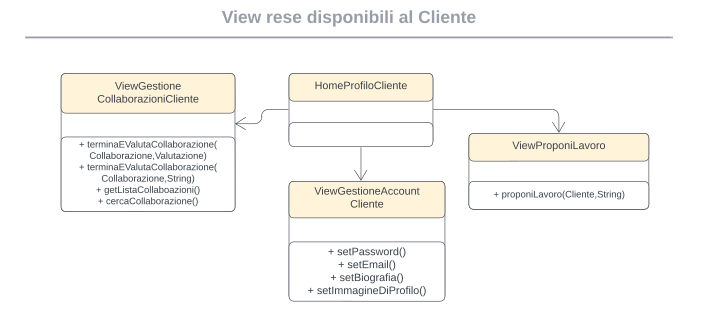 View rese disponibili al Cliente
ViewGestione
CollaborazioniCliente
+ terminaEValutaCollaborazione(
Collaborazione,Valutazione)
+ terminaEValutaCollaborazione(
Collaborazione,String)
+ getListaCollaboazioni()
+ cercaCollaborazione()
HomeProfiloCliente
ViewGestioneAccount
Cliente
+ setPassword()
+ setEmail()
+ setBiografia()
+ setImmagineDiProfilo()
ViewProponiLavoro
+ proponiLavoro(Cliente,String)